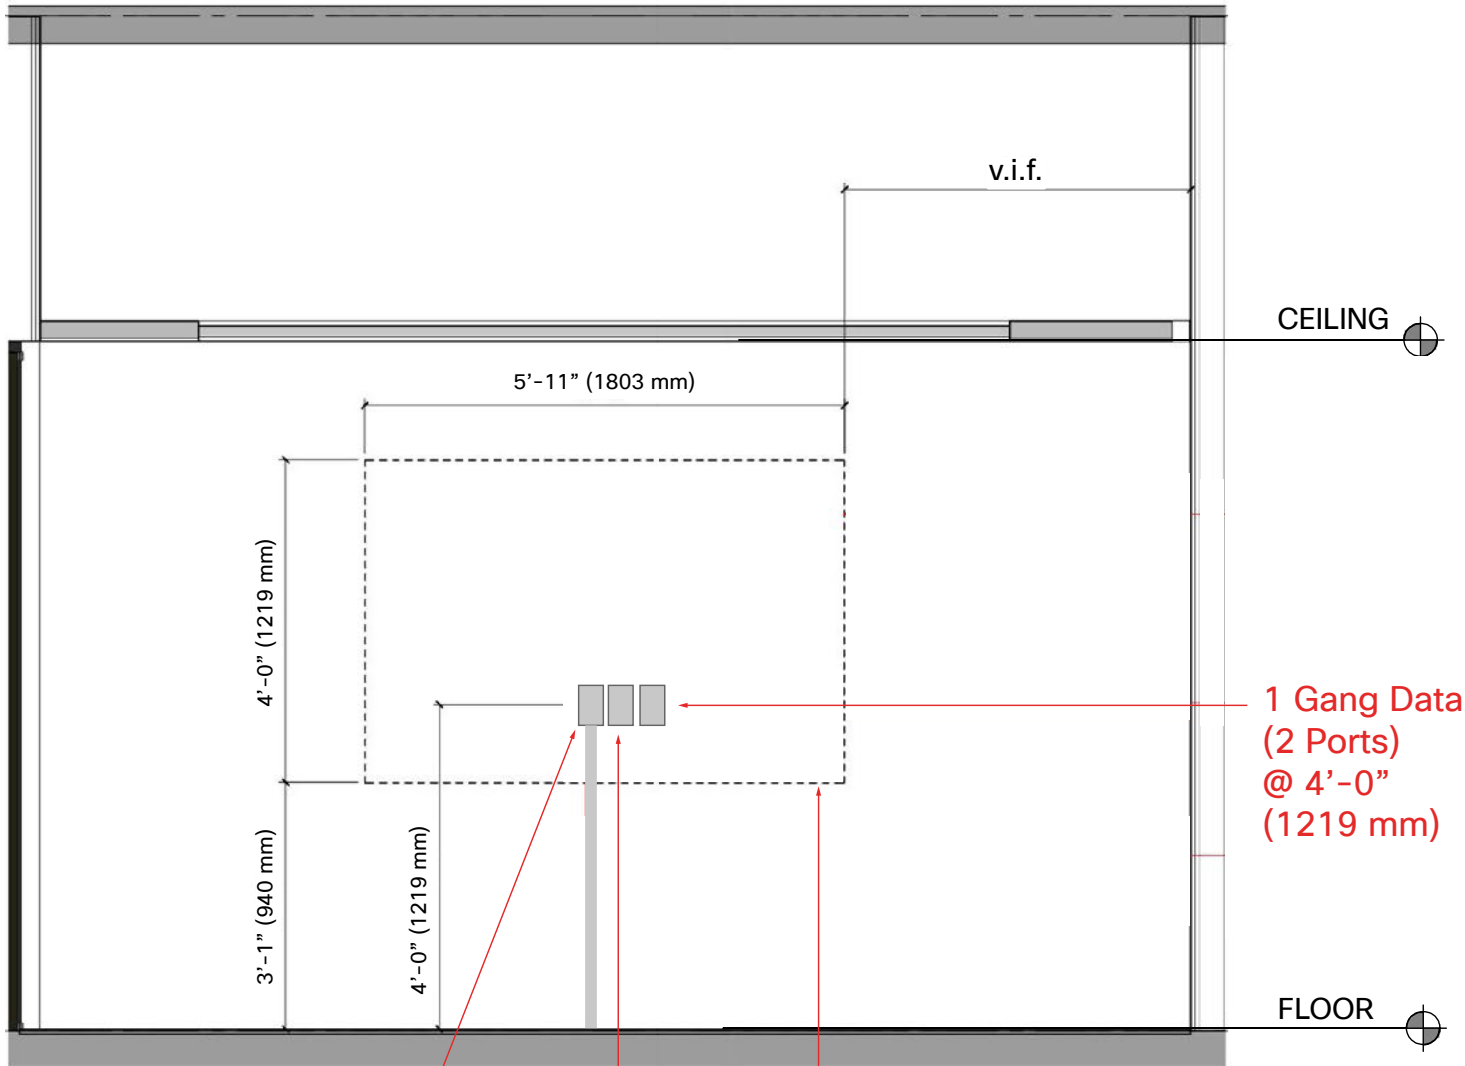 v.i.f.
CEILING
5’-11” (1803 mm)
4’-0” (1219 mm)
1 Gang Data
(2 Ports)
@ 4’-0”
(1219 mm)
3’-1” (940 mm)
4’-0” (1219 mm)
FLOOR